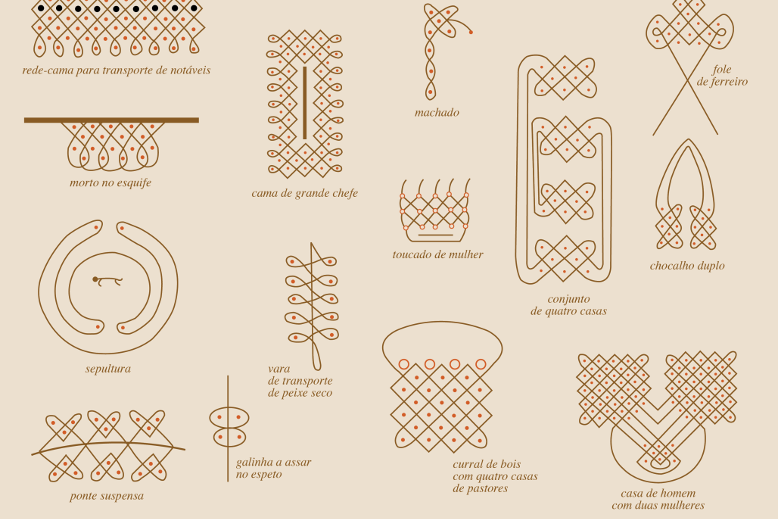 rede-cama para transporte de notáveis
machado
fole
de ferreiro
morto no esquife
cama de grande chefe
toucado de mulher
chocalho duplo
conjunto
de quatro casas
sepultura
vara
de transporte
de peixe seco
galinha a assar
no espeto
curral de bois
com quatro casas
de pastores
ponte suspensa
casa de homem
com duas mulheres